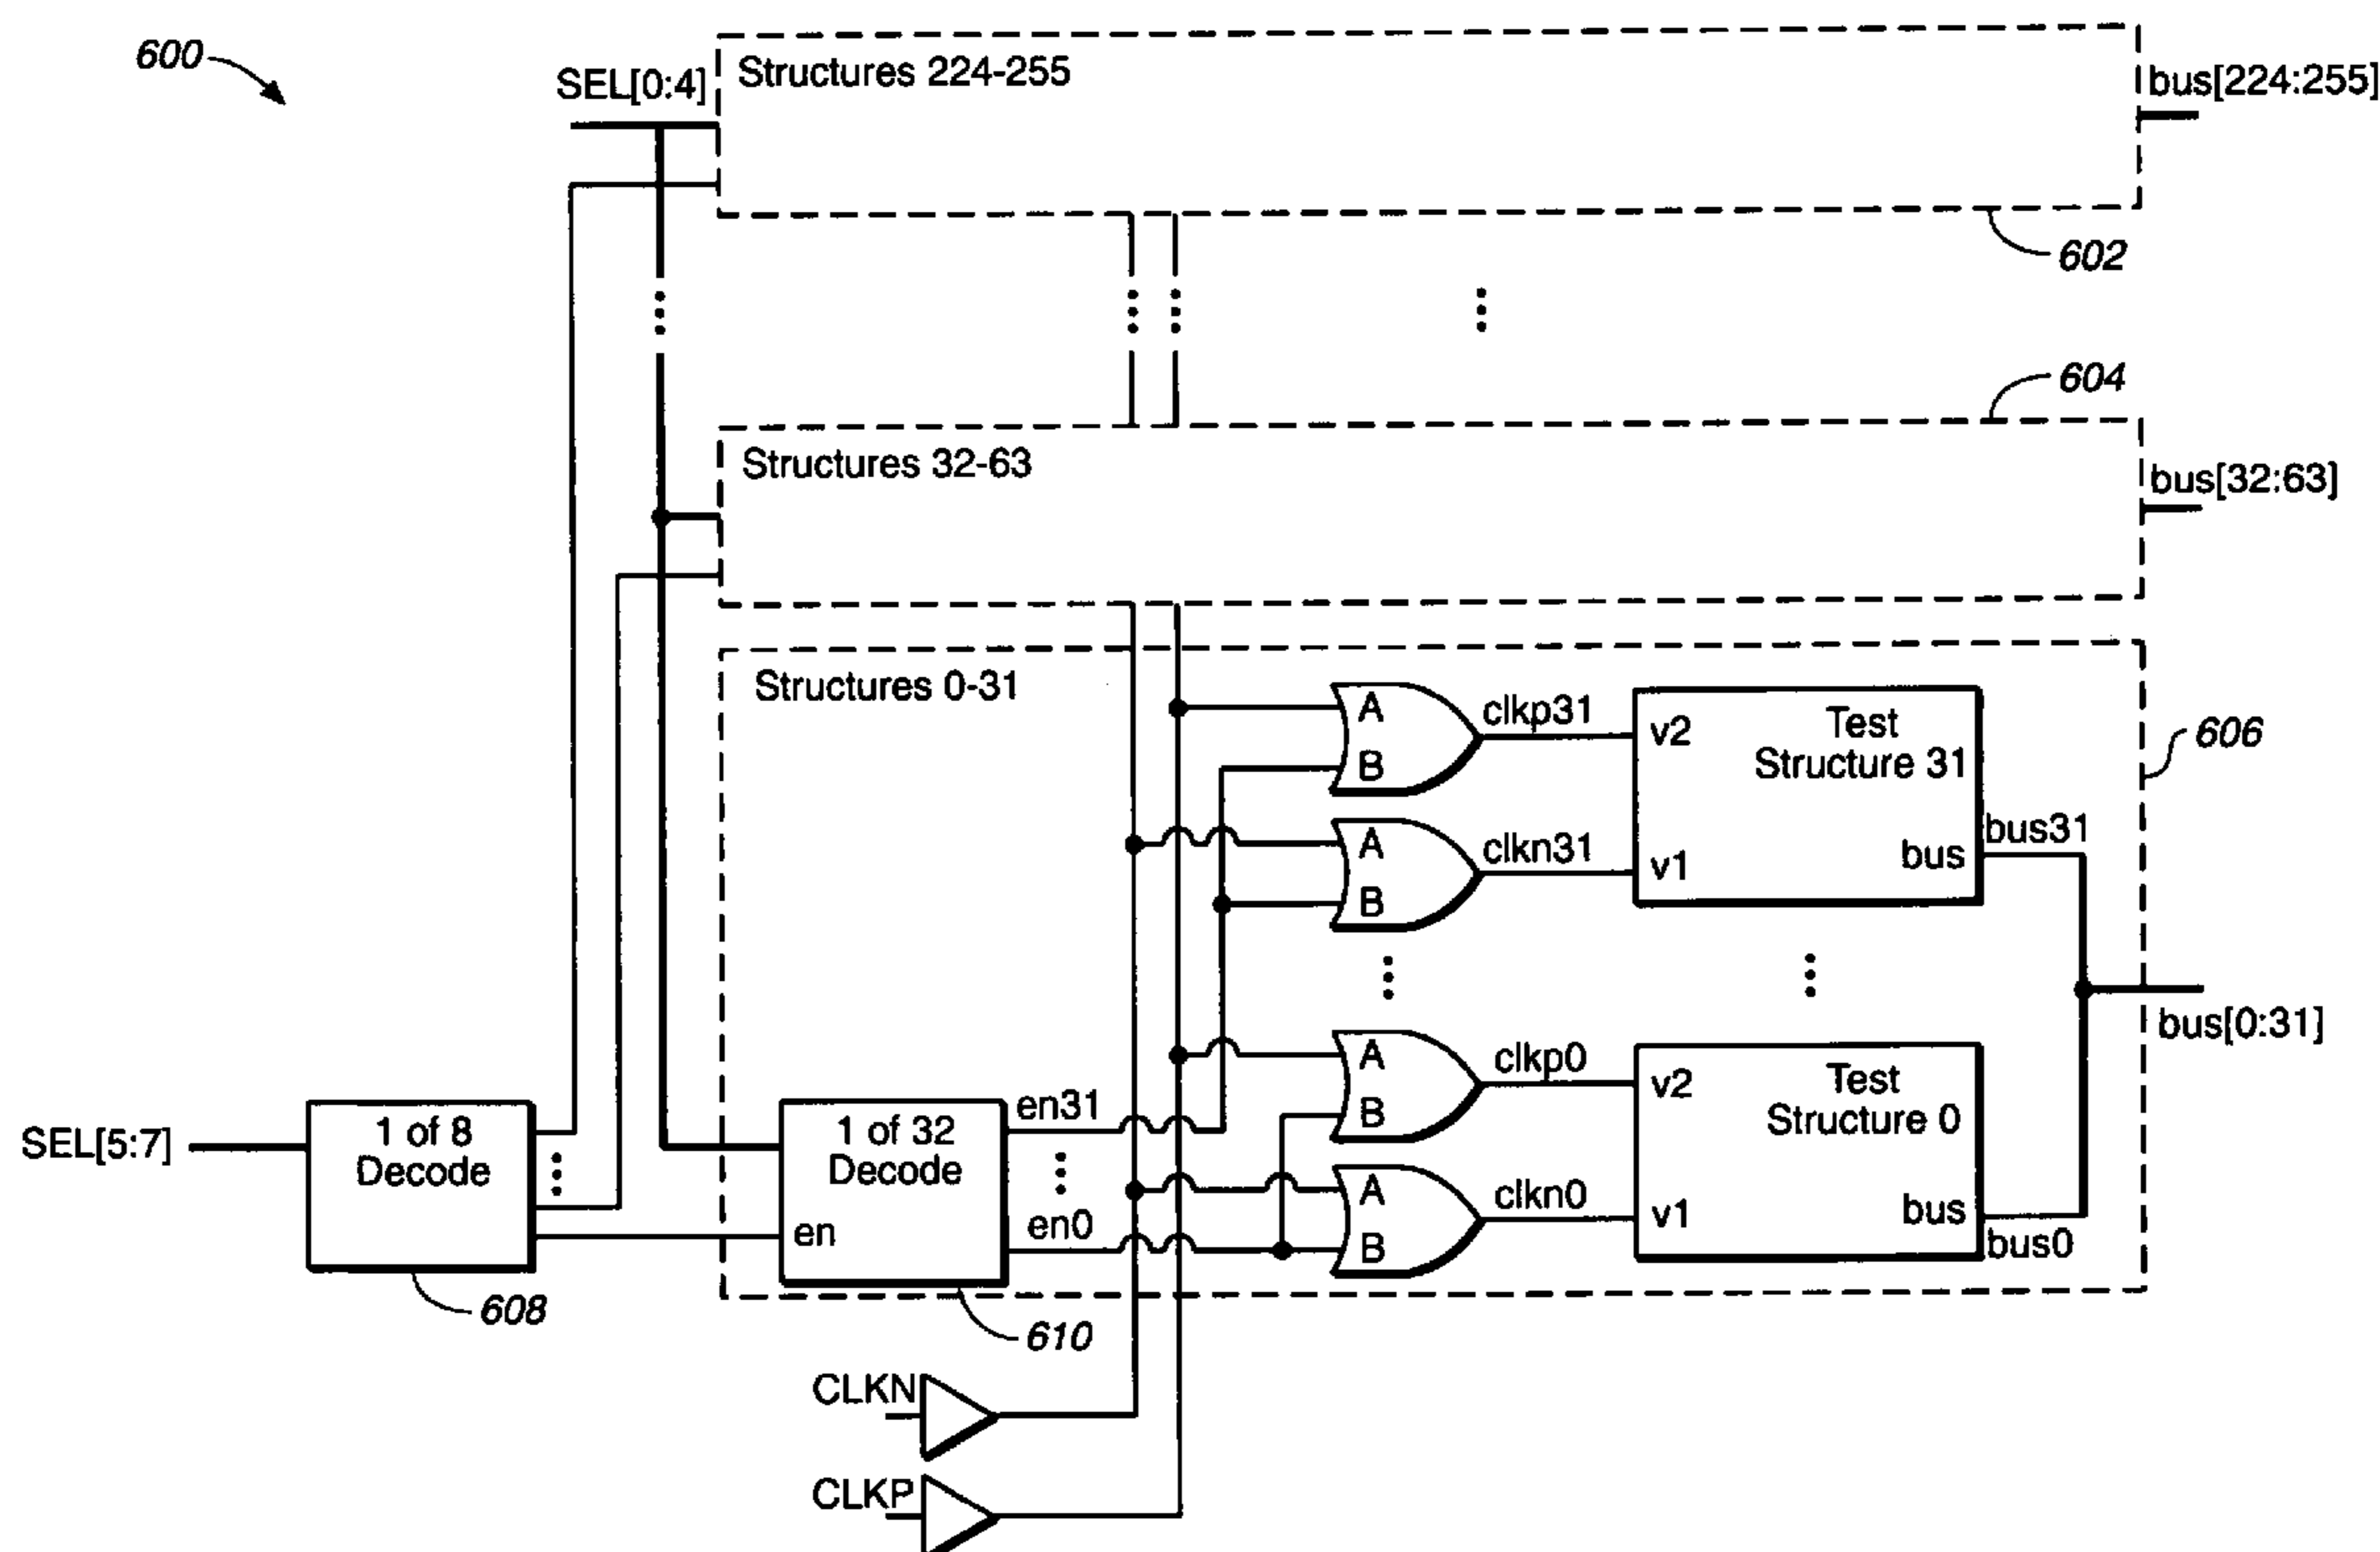 600
SEL[0:4]
Structures 224-255
bus[224:255]
602
604
Structures 32-63
bus[32:63]
Structures 0-31
A
B
clkp31
v2
Test
Structure 31
606
A
B
clkn31
v1
bus
bus31
bus[0:31]
A
B
clkp0
v2
Test
Structure 0
A
B
clkn0
v1
bus
bus0
SEL[5:7]
1 of 8
Decode
608
1 of 32
Decode
en
en31
en0
610
CLKN
CLKP